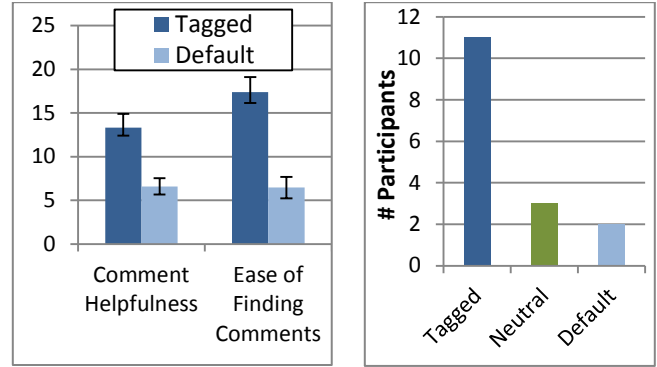 25
20
15
10
5
0
Tagged
Default
Comment
Helpfulness
Ease of
Finding
Comments
# Participants
12
10
8
6
4
2
0
Tagged
Neutral
Default